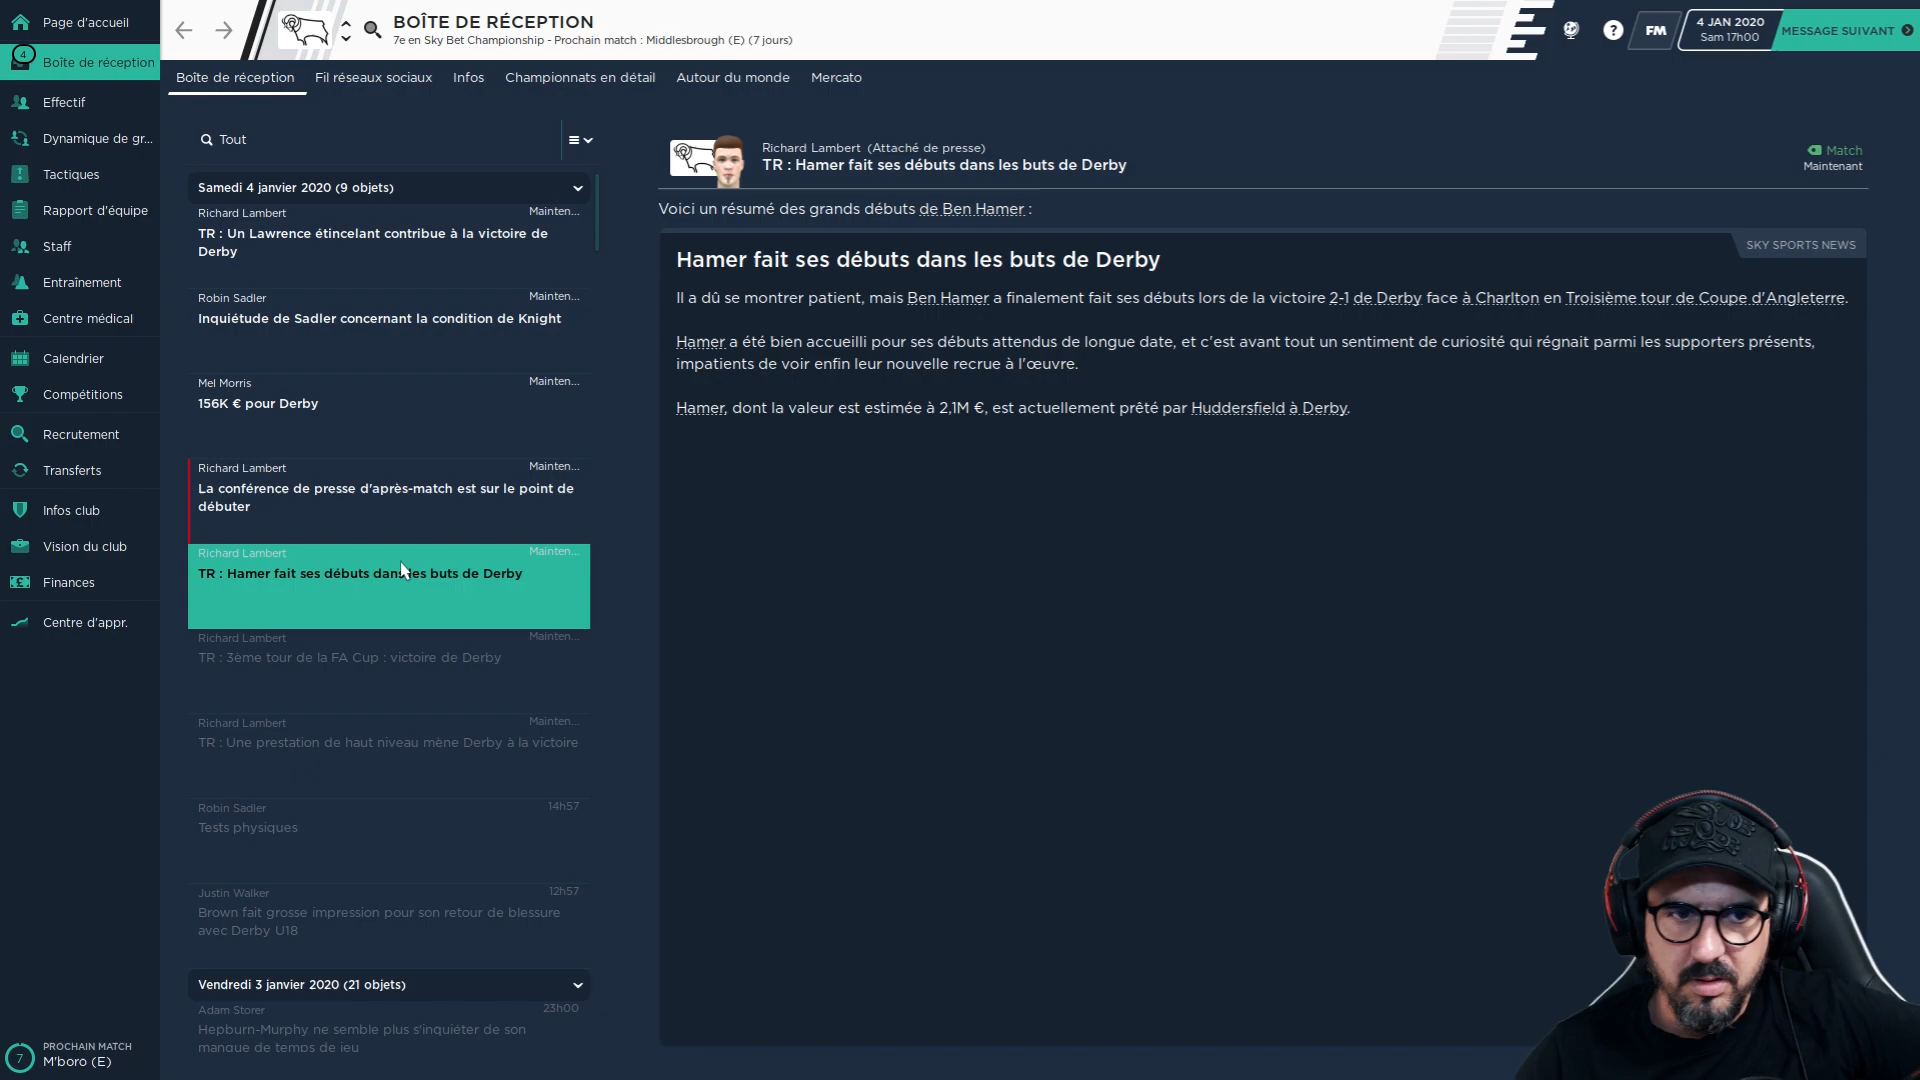 Page d'accueil
4
Boîte de réception
Effectif
Dynamique de gr...
Tactiques
Rapport d'équipe
Staff
Entraînement
Centre médical
Calendrier
Compétitions
Recrutement
Transferts
Infos club
Vision du club
Finances
Centre d'appr.
7
PROCHAIN MATCH
M'boro (E)
BOÎTE DE RÉCEPTION
7e en Sky Bet Championship - Prochain match : Middlesbrough (E) (7 jours)
?
FM
4 JAN 2020
Sam 17h00
MESSAGE SUIVANT
Boîte de réception Fil réseaux sociaux Infos Championnats en détail Autour du monde Mercato
Tout
Samedi 4 janvier 2020 (9 objets)
Richard Lambert Mainten...
TR : Un Lawrence étincelant contribue à la victoire de
Derby
Robin Sadler Mainten...
Inquiétude de Sadler concernant la condition de Knight
Mel Morris Mainten...
156K € pour Derby
Richard Lambert Mainten...
La conférence de presse d'après-match est sur le point de
débuter
Richard Lambert Mainten...
TR : Hamer fait ses débuts dans les buts de Derby
Richard Lambert Mainten...
TR : 3ème tour de la FA Cup : victoire de Derby
Richard Lambert Mainten...
TR : Une prestation de haut niveau mène Derby à la victoire
Robin Sadler 14h57
Tests physiques
Justin Walker 12h57
Brown fait grosse impression pour son retour de blessure
avec Derby U18
Vendredi 3 janvier 2020 (21 objets)
Adam Storer 23h00
Hepburn-Murphy ne semble plus s'inquiéter de son
manque de temps de jeu
Richard Lambert (Attaché de presse)
TR : Hamer fait ses débuts dans les buts de Derby
Match
Maintenant
Voici un résumé des grands débuts de Ben Hamer :
SKY SPORTS NEWS
Hamer fait ses débuts dans les buts de Derby
Il a dû se montrer patient, mais Ben Hamer a finalement fait ses débuts lors de la victoire 2-1 de Derby face à Charlton en Troisième tour de Coupe d'Angleterre.
Hamer a été bien accueilli pour ses débuts attendus de longue date, et c'est avant tout un sentiment de curiosité qui régnait parmi les supporters présents,
impatients de voir enfin leur nouvelle recrue à l'œuvre.
Hamer, dont la valeur est estimée à 2,1M €, est actuellement prêté par Huddersfield à Derby.